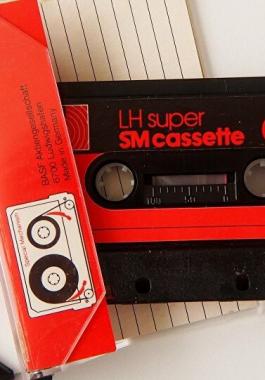 BASF Aktiengesellschaft
6700 Ludwigshafen
Made in Germany
Special Mechanism
LH super
SM cassette
100 50 0